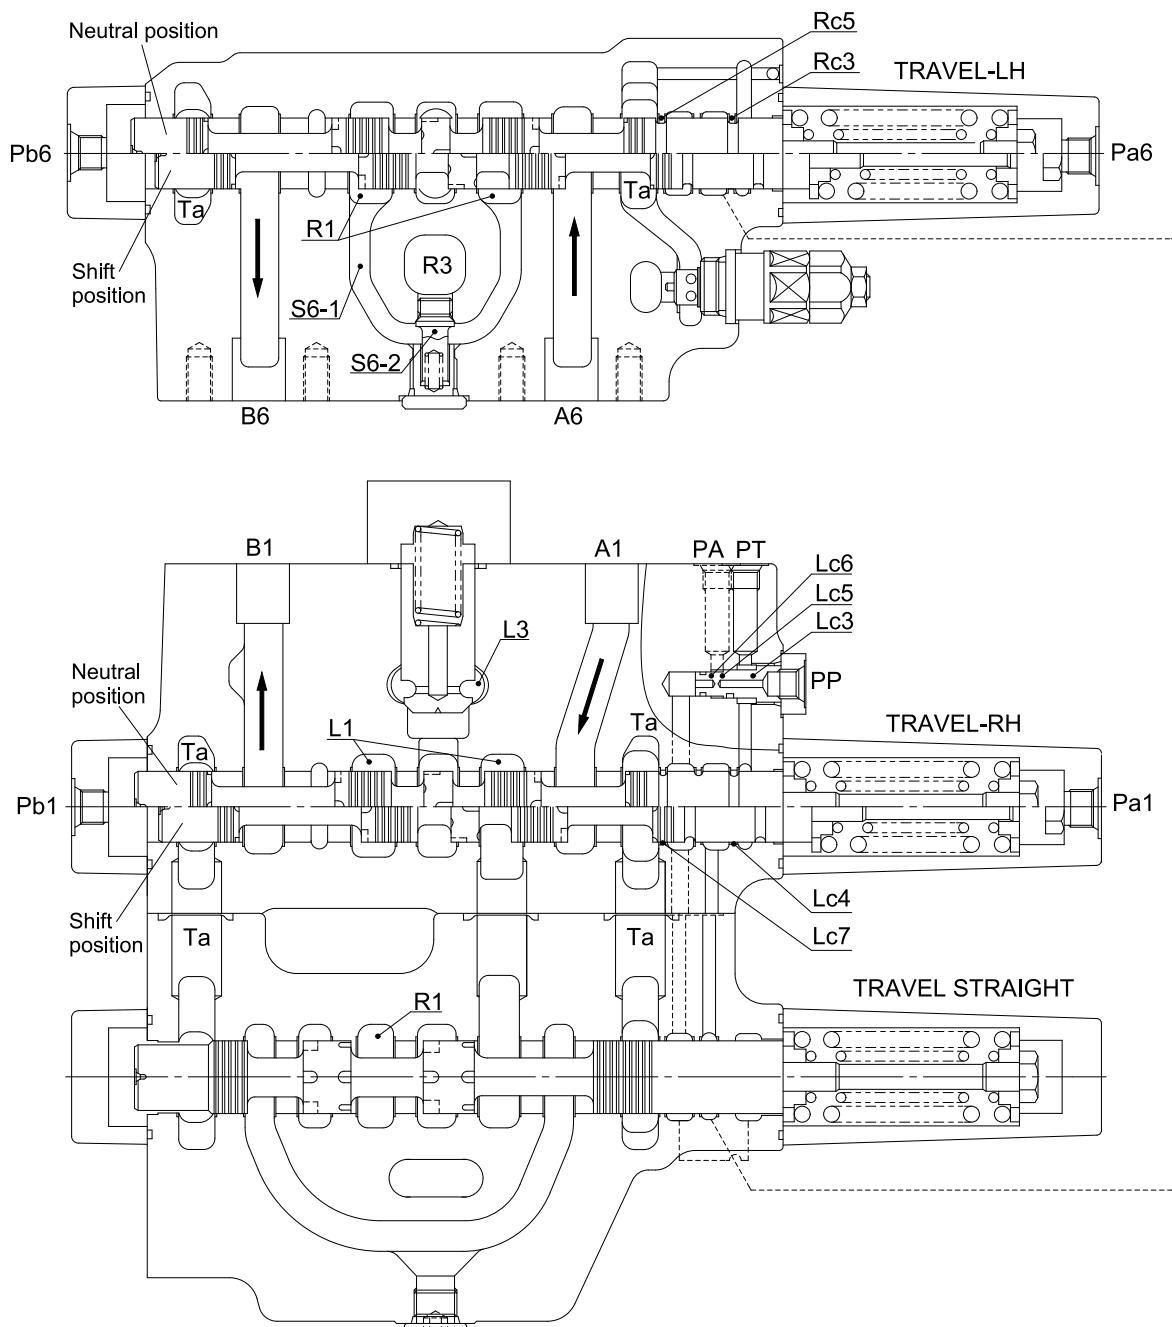 Neutral position
Rc5
Rc3
TRAVEL-LH
Pb6
Pa6
Ta
Ta
R1
R3
Shift
position
S6-1
S6-2
B6
A6
B1
A1
PA
PT
Lc6
Lc5
Lc3
L3
Neutral
position
PP
Ta
Ta
L1
TRAVEL-RH
Pb1
Pa1
Lc4
Shift
position
Ta
Ta
Lc7
R1
TRAVEL STRAIGHT